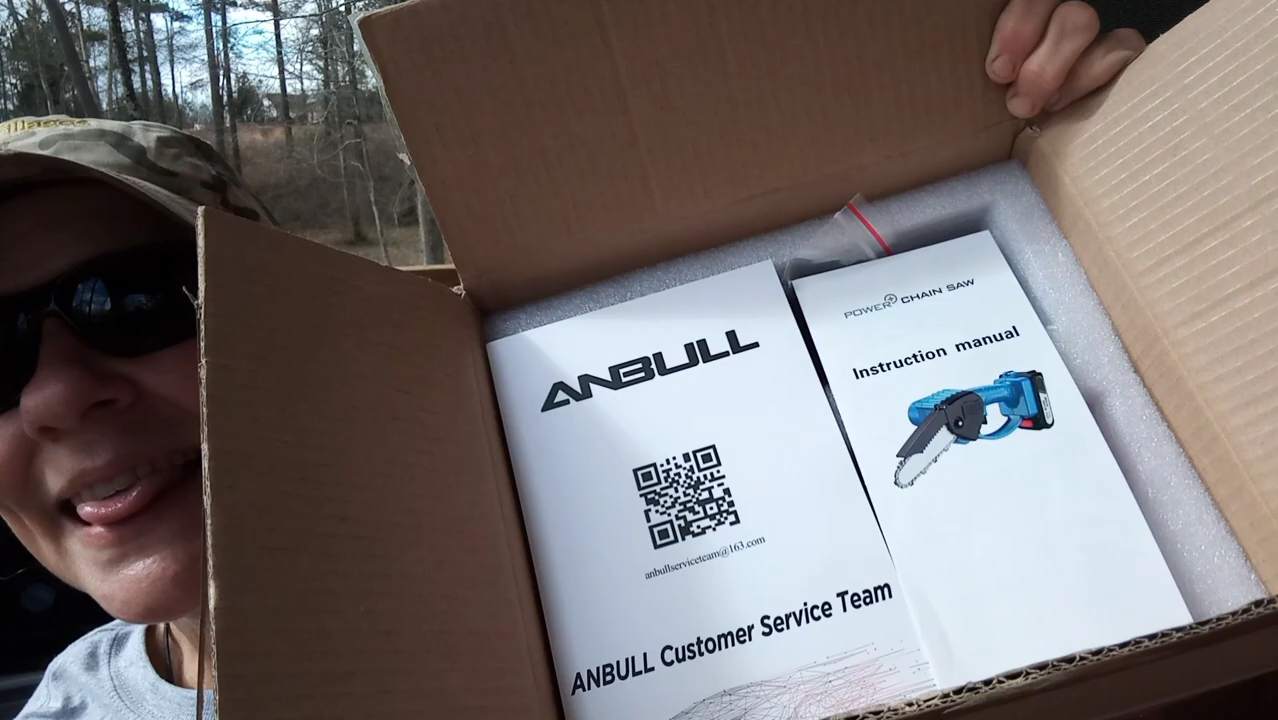 ANBULL
anbullserviceteam@163.com
ANBULL Customer Service Team
POWER CHAIN SAW
Instruction manual